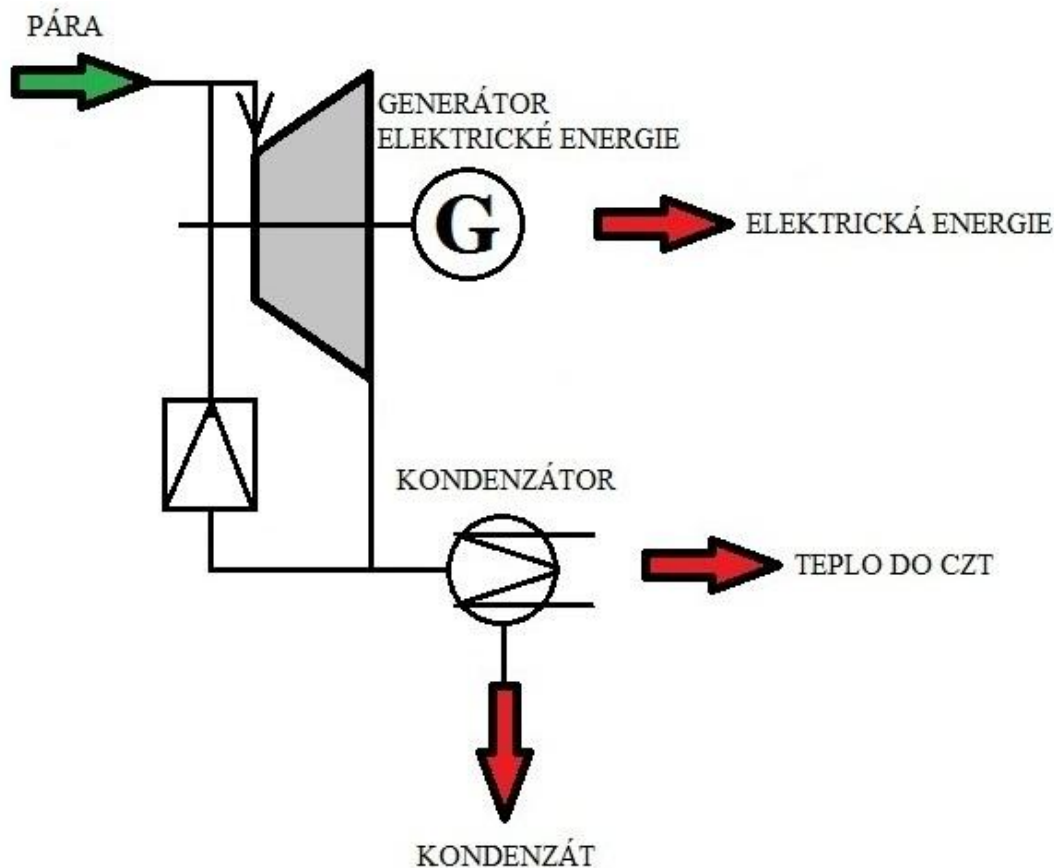 PÁRA
GENERÁTOR
ELEKTRICKÉ ENERGIE
G
ELEKTRICKÁ ENERGIE
KONDENZÁTOR
TEPLO DO CZT
KONDENZÁT